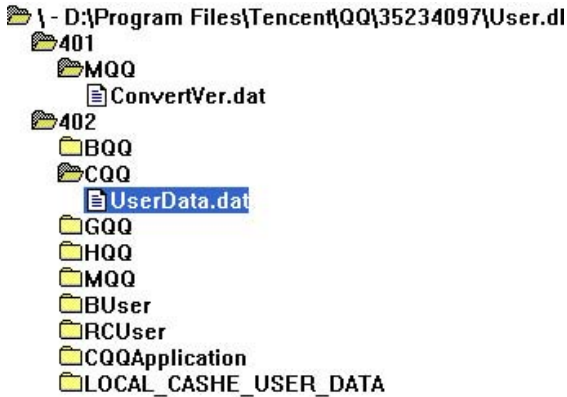 \ - D:\Program Files\Tencent\QQ\35234097\User.dl
401
MQQ
ConvertVer.dat
402
BQQ
CQQ
UserData.dat
GQQ
HQQ
MQQ
BUser
RCUser
CQQApplication
LOCAL_CASHE_USER_DATA